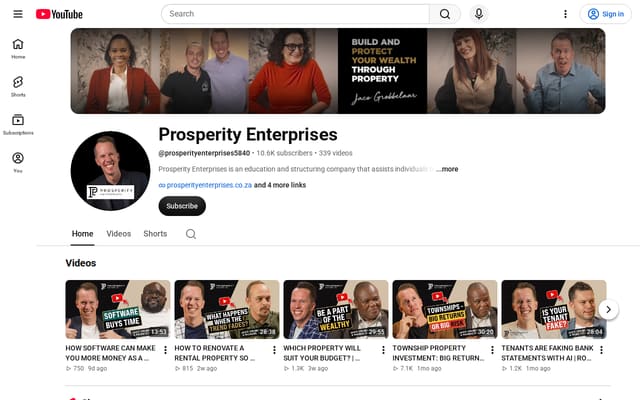 YouTube
Search
Sign in
Home
Shorts
Subscriptions
You
BUILD AND
PROTECT
YOUR WEALTH
THROUGH
PROPERTY
Jaco Grobbelaar
PROSPERITY
Prosperity Enterprises
@prosperityenterprises5840 • 10.6K subscribers • 339 videos
Prosperity Enterprises is an education and structuring company that assists individuals ...more
prosperityenterprises.co.za and 4 more links
Subscribe
Home Videos Shorts
Videos
SOFTWARE
BUYS TIME
13:53
WHAT HAPPENS
WHEN THE
TREND FADES?
28:38
BE A PART
OF THE
WEALTHY
29:55
TOWNSHIPS -
BIG RETURNS
OR BIG RISK
30:20
IS YOUR
TENANT
FAKE?
28:04
HOW SOFTWARE CAN MAKE
YOU MORE MONEY AS A ...
750 9d ago
HOW TO RENOVATE A
RENTAL PROPERTY SO ...
815 2w ago
WHICH PROPERTY WILL
SUIT YOUR BUDGET? | ...
1.3K 3w ago
TOWNSHIP PROPERTY
INVESTMENT: BIG RETURN...
7.1K 1mo ago
TENANTS ARE FAKING BANK
STATEMENTS WITH AI | RO...
1.2K 1mo ago